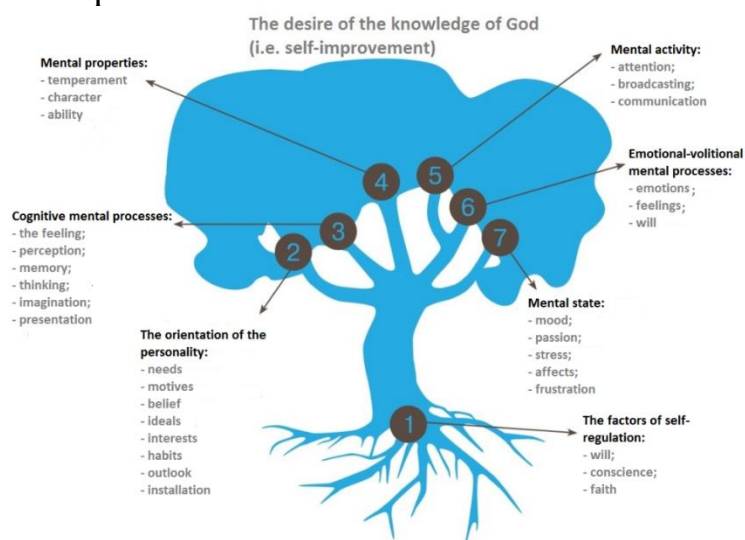 The desire of the knowledge of God
(i.e. self-improvement)
Mental properties:
- temperament
- character
- ability
Mental activity:
- attention;
- broadcasting;
- communication
Emotional-volitional
mental processes:
- emotions;
- feelings;
- will
Cognitive mental processes:
- the feeling;
- perception;
- memory;
- thinking;
- imagination;
- presentation
The orientation of the
personality:
- needs
- motives
- belief
- ideals
- interests
- habits
- outlook
- installation
Mental state:
- mood;
- passion;
- stress;
- affects;
- frustration
The factors of self-
regulation:
- will;
- conscience;
- faith
4
5
6
3
2
7
1